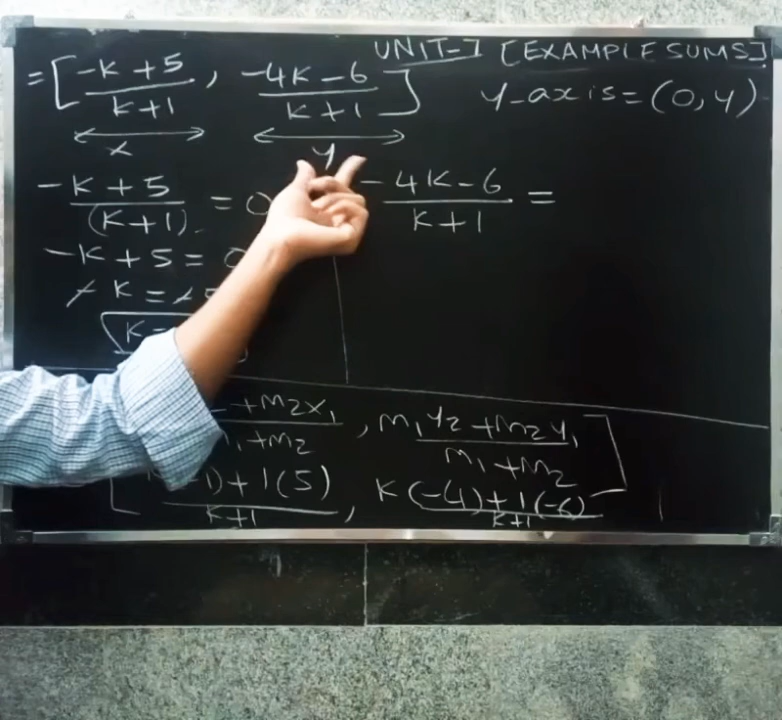 UNIT-I [EXAMPLE SUMS]
= [ -K + 5 / K + 1 , -4K - 6 / K + 1 ]
y-axis = (0, y)
x
y
-K + 5 / (K + 1) = 0
-4K - 6 / K + 1 =
-K + 5 = 0
K =
+ m2x1 / m1 + m2 , m1y2 + m2y1 / m1 + m2 ]
1) + 1(5) / K+1 , K(-4) + 1(-6) / K+1